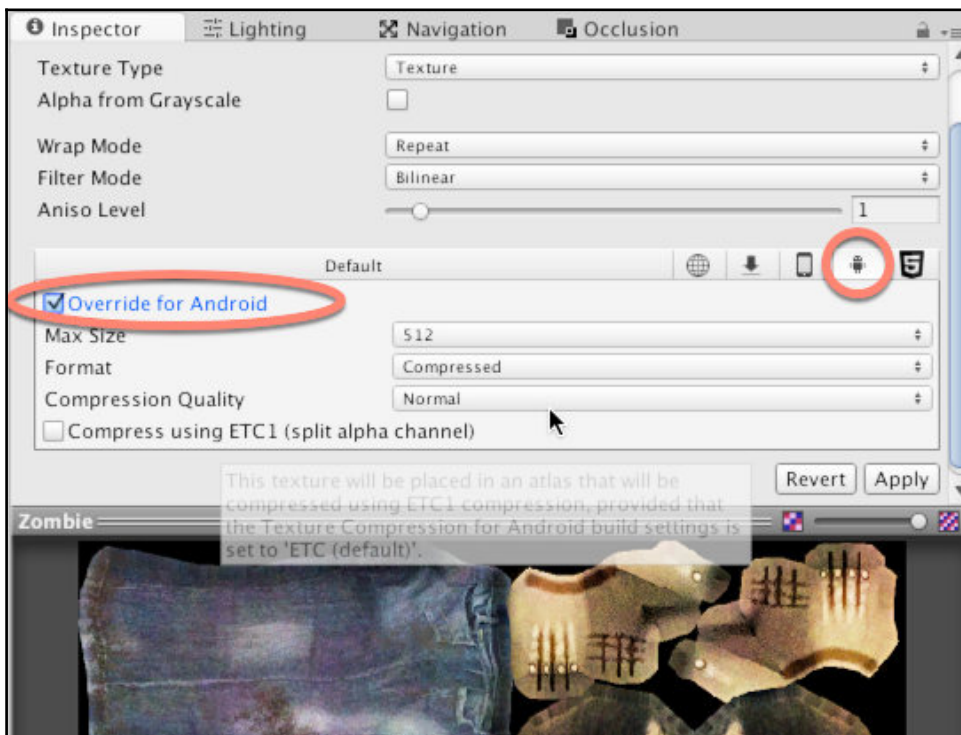 Inspector Lighting Navigation Occlusion
Texture Type Texture
Alpha from Grayscale
Wrap Mode Repeat
Filter Mode Bilinear
Aniso Level 1
Default
Override for Android
Max Size 512
Format Compressed
Compression Quality Normal
Compress using ETC1 (split alpha channel)
This texture will be placed in an atlas that will be
compressed using ETC1 compression, provided that
the Texture Compression for Android build settings is
set to 'ETC (default)'.
Revert Apply
Zombie